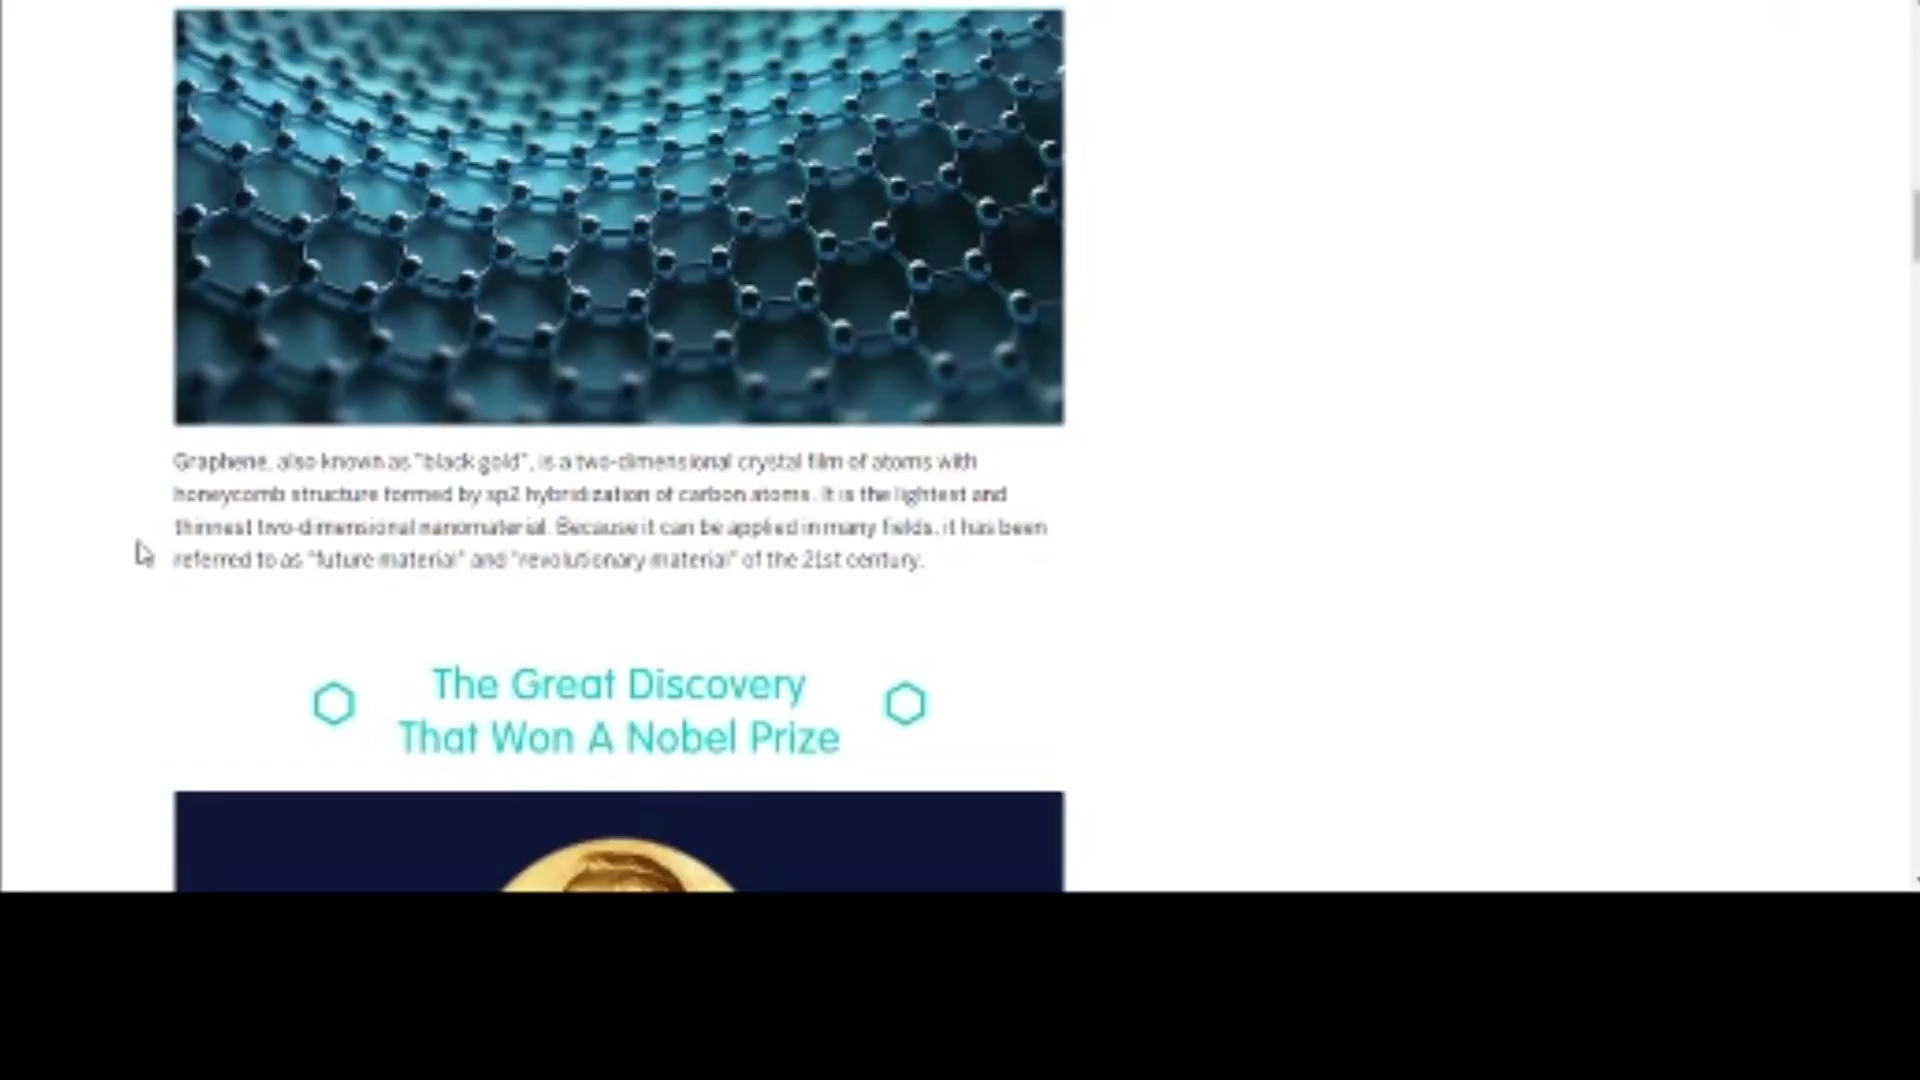 Graphene, also known as "black gold", is a two-dimensional crystal film of atoms with
honeycomb structure formed by sp2 hybridization of carbon atoms. It is the lightest and
thinnest two-dimensional nanomaterial. Because it can be applied in many fields, it has been
referred to as "future material" and "revolutionary material" of the 21st century.
The Great Discovery
That Won A Nobel Prize